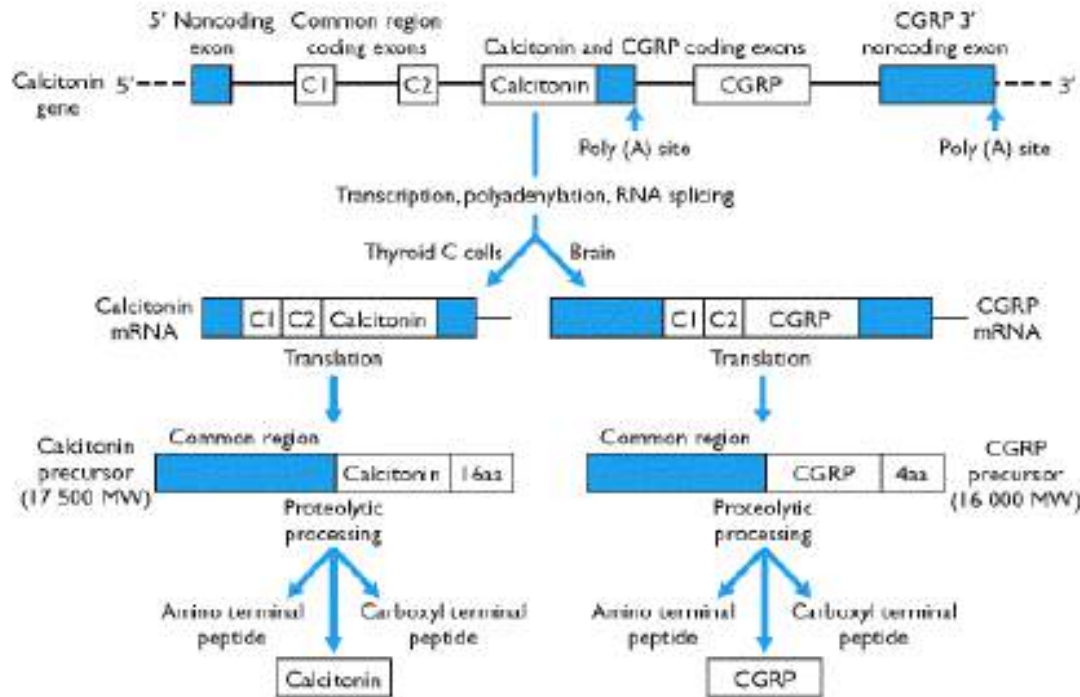 5′ Noncoding exon
Common region coding exons
Calcitonin and CGRP coding exons
CGRP 3′ noncoding exon
Calcitonin gene
5′
C1
C2
Calcitonin
CGRP
3′
Poly (A) site
Poly (A) site
Transcription, polyadenylation, RNA splicing
Thyroid C cells
Brain
Calcitonin mRNA
C1
C2
Calcitonin
C1
C2
CGRP
CGRP mRNA
Translation
Translation
Calcitonin precursor (17 500 MW)
Common region
Calcitonin
16aa
Common region
CGRP
4aa
CGRP precursor (16 000 MW)
Proteolytic processing
Proteolytic processing
Amino terminal peptide
Carboxyl terminal peptide
Amino terminal peptide
Carboxyl terminal peptide
Calcitonin
CGRP